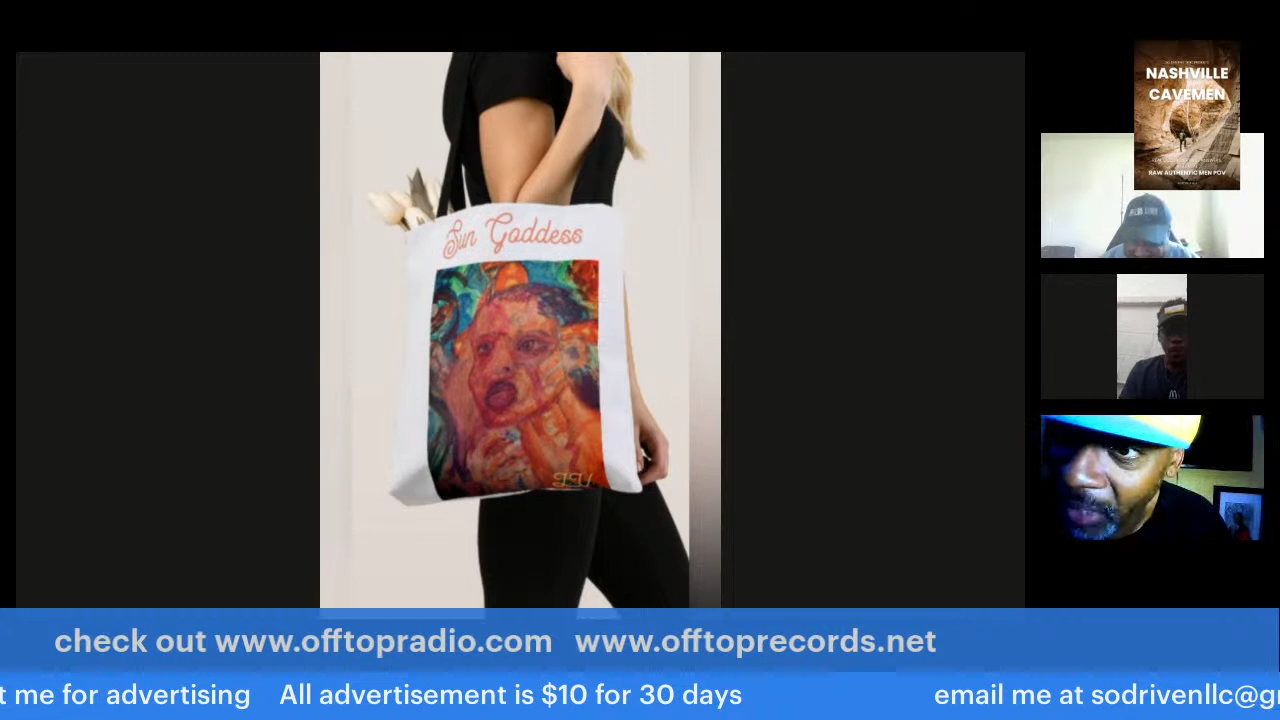 Sun Goddess
NASHVILLE
CAVEMEN
RAW AUTHENTIC MEN POV
check out www.offtopradio.com www.offtoprecords.net
t me for advertising All advertisement is $10 for 30 days email me at sodrivenllc@g